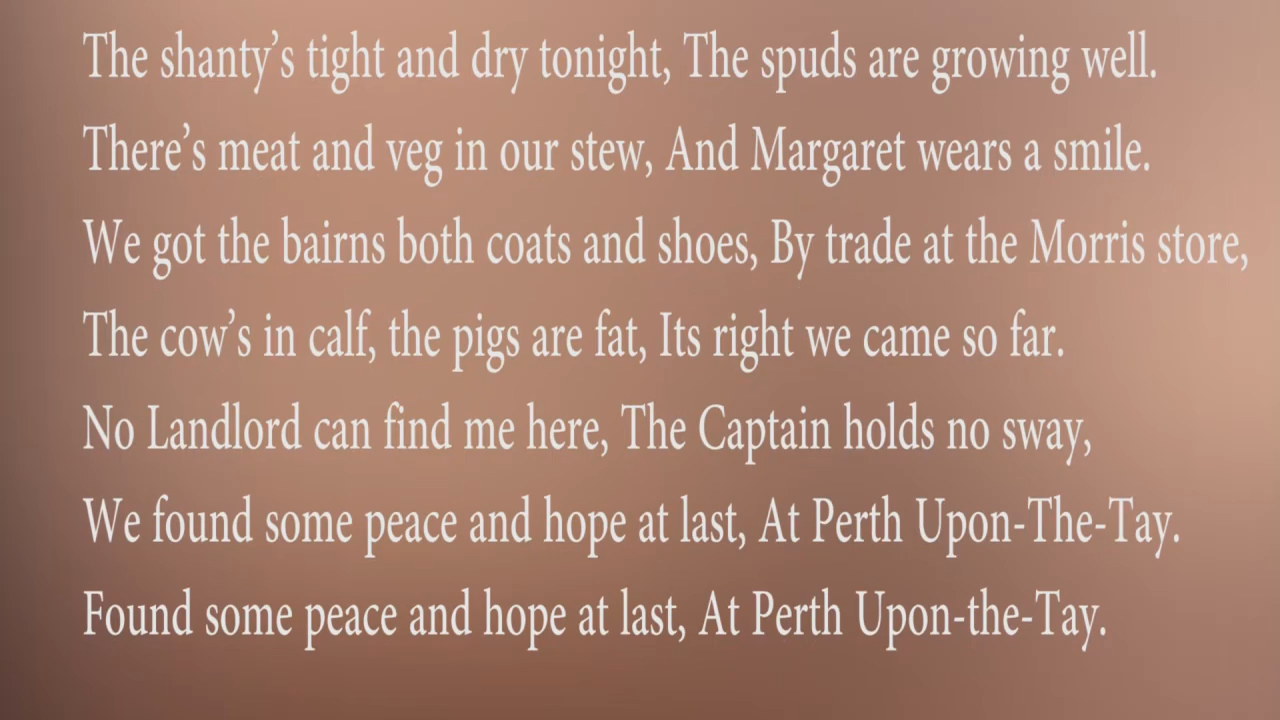 The shanty’s tight and dry tonight, The spuds are growing well.
There’s meat and veg in our stew, And Margaret wears a smile.
We got the bairns both coats and shoes, By trade at the Morris store,
The cow’s in calf, the pigs are fat, Its right we came so far.
No Landlord can find me here, The Captain holds no sway,
We found some peace and hope at last, At Perth Upon-The-Tay.
Found some peace and hope at last, At Perth Upon-the-Tay.